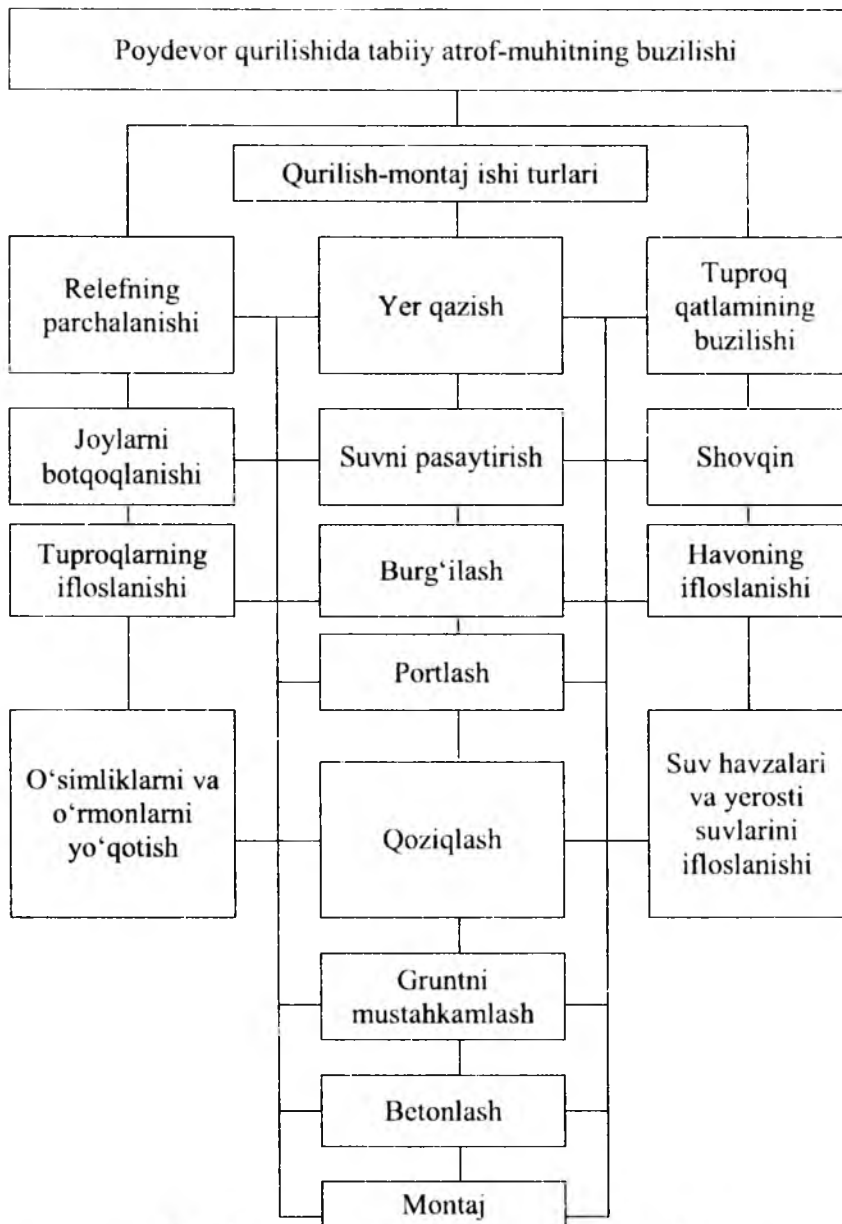 Poydevor qurilishida tabiiy atrof-muhitning buzilishi
Qurilish-montaj ishi turlari
Relefning
parchalanishi
Yer qazish
Tuproq
qatlamining
buzilishi
Joylarni
botqoqlanishi
Suvni pasaytirish
Shovqin
Tuproqlarning
ifloslanishi
Burg‘ilash
Havoning
ifloslanishi
Portlash
O‘simliklarni va
o‘rmonlarni
yo‘qotish
Qoziqlash
Suv havzalari
va yerosti
suvlarini
ifloslanishi
Gruntni
mustahkamlash
Betonlash
Montaj